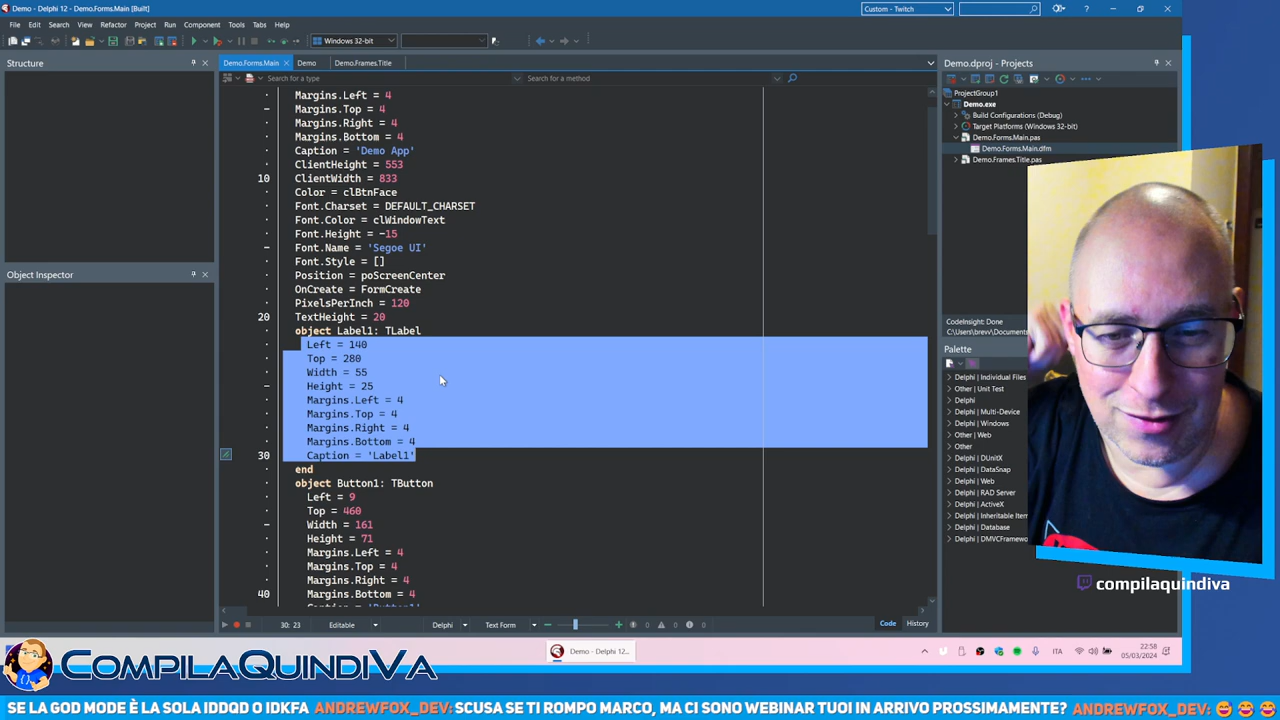 Demo - Delphi 12 - Demo.Forms.Main [Built]
Custom - Twitch
File Edit Search View Refactor Project Run Component Tools Tabs Help
Windows 32-bit
Structure
Object Inspector
Demo.Forms.Main
Demo
Demo.Frames.Title
Search for a type
Search for a method
Margins.Left = 4
Margins.Top = 4
Margins.Right = 4
Margins.Bottom = 4
Caption = 'Demo App'
ClientHeight = 553
10 ClientWidth = 833
Color = clBtnFace
Font.Charset = DEFAULT_CHARSET
Font.Color = clWindowText
Font.Height = -15
Font.Name = 'Segoe UI'
Font.Style = []
Position = poScreenCenter
OnCreate = FormCreate
PixelsPerInch = 120
20 TextHeight = 20
object Label1: TLabel
Left = 140
Top = 280
Width = 55
Height = 25
Margins.Left = 4
Margins.Top = 4
Margins.Right = 4
Margins.Bottom = 4
30 Caption = 'Label1'
end
object Button1: TButton
Left = 9
Top = 460
Width = 161
Height = 71
Margins.Left = 4
Margins.Top = 4
Margins.Right = 4
40 Margins.Bottom = 4
Caption = 'Button1'
30: 23
Editable
Delphi
Text Form
0 0 0
Code
History
Demo.dproj - Projects
ProjectGroup1
Demo.exe
Build Configurations (Debug)
Target Platforms (Windows 32-bit)
Demo.Forms.Main.pas
Demo.Forms.Main.dfm
Demo.Frames.Title.pas
CodeInsight: Done
Palette
Delphi | Individual Files
Other | Unit Test
Delphi
Delphi | Multi-Device
Delphi | Windows
Other | Web
Other
Delphi | DUnitX
Delphi | DataSnap
Delphi | Web
Delphi | RAD Server
Delphi | ActiveX
Delphi | Inheritable
Delphi | Database
compilaquindiva
CompilaQuindiVa
Demo - Delphi 12...
ITA
22:58
05/03/2024
SE LA GOD MODE È LA SOLA IDDQD O IDKFA ANDREWFOX_DEV: SCUSA SE TI ROMPO MARCO, MA CI SONO WEBINAR TUOI IN ARRIVO PROSSIMAMENTE? ANDREWFOX_DEV: